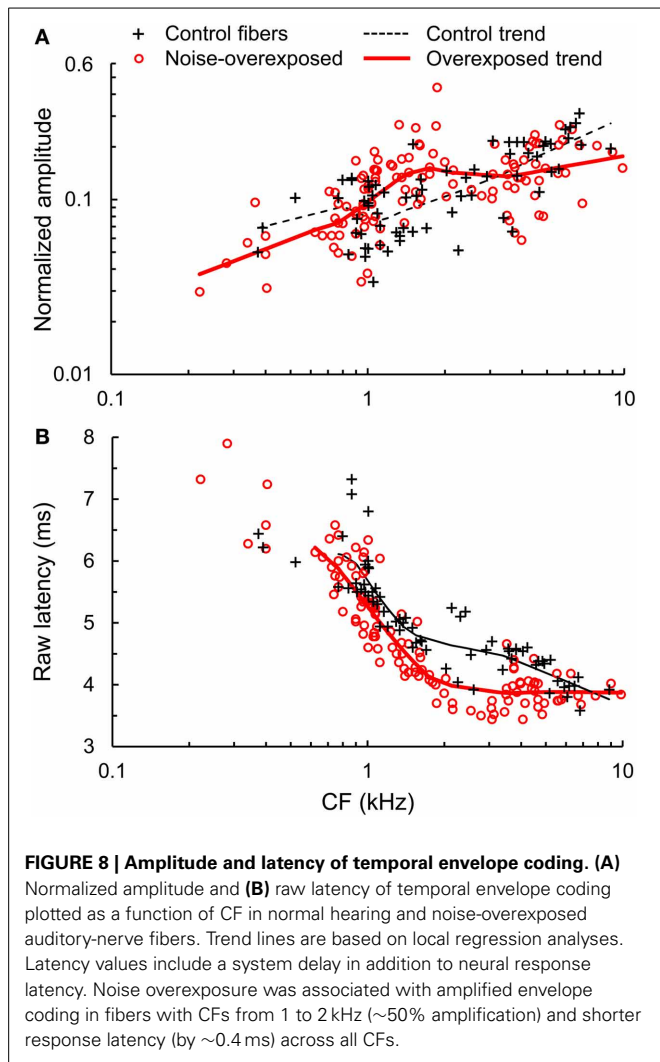 A
Control fibers
Control trend
Noise-overexposed
Overexposed trend
0.6
0.1
0.01
Normalized amplitude
0.1
1
10
B
8
7
6
5
4
3
Raw latency (ms)
0.1
1
10
CF (kHz)
FIGURE 8 | Amplitude and latency of temporal envelope coding. (A)
Normalized amplitude and (B) raw latency of temporal envelope coding
plotted as a function of CF in normal hearing and noise-overexposed
auditory-nerve fibers. Trend lines are based on local regression analyses.
Latency values include a system delay in addition to neural response
latency. Noise overexposure was associated with amplified envelope
coding in fibers with CFs from 1 to 2 kHz (~50% amplification) and shorter
response latency (by ~0.4 ms) across all CFs.